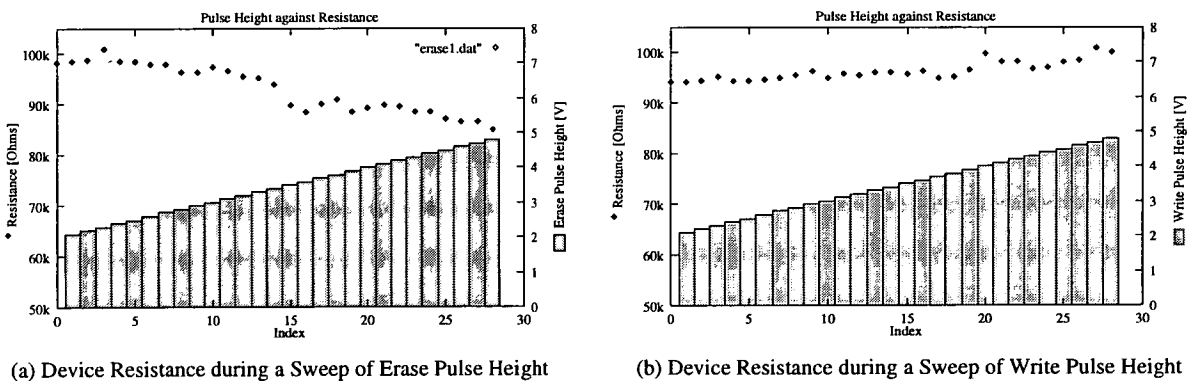 Pulse Height against Resistance
100k
90k
80k
70k
60k
50k
8
7
6
5
4
3
2
1
0
"erase1.dat"
◆ Resistance [Ohms]
Erase Pulse Height [V]
0 5 10 15 20 25 30
Index
(a) Device Resistance during a Sweep of Erase Pulse Height
Pulse Height against Resistance
100k
90k
80k
70k
60k
50k
8
7
6
5
4
3
2
1
0
◆ Resistance [Ohms]
Write Pulse Height [V]
0 5 10 15 20 25 30
Index
(b) Device Resistance during a Sweep of Write Pulse Height